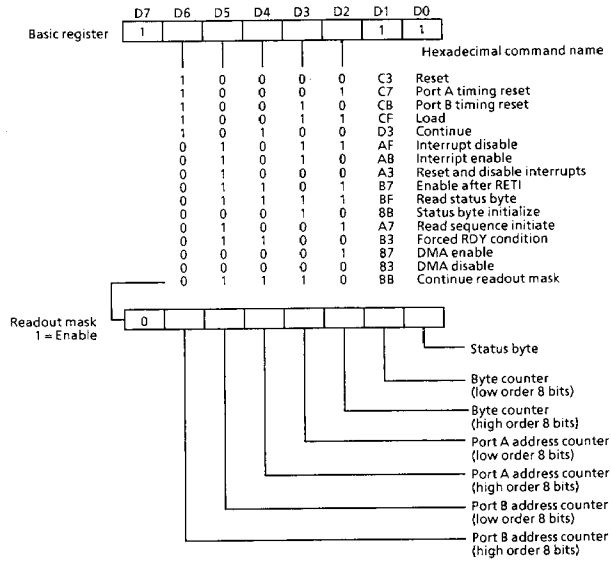 D7 D6 D5 D4 D3 D2 D1 D0
Basic register 1 1 1
Hexadecimal command name
1 0 0 0 0 C3 Reset
1 0 0 0 1 C7 Port A timing reset
1 0 0 1 0 CB Port B timing reset
1 0 0 1 1 CF Load
1 0 1 0 0 D3 Continue
0 1 0 1 1 AF Interrupt disable
0 1 0 1 0 AB Interript enable
0 1 0 0 0 A3 Reset and disable interrupts
0 1 1 0 1 B7 Enable after RETI
0 1 1 1 1 BF Read status byte
0 0 0 1 0 8B Status byte initialize
0 1 0 0 1 A7 Read sequence initiate
0 1 1 0 0 B3 Forced RDY condition
0 0 0 0 1 87 DMA enable
0 0 0 0 0 83 DMA disable
0 1 1 1 0 BB Continue readout mask
Readout mask 0
1 = Enable
Status byte
Byte counter
(low order 8 bits)
Byte counter
(high order 8 bits)
Port A address counter
(low order 8 bits)
Port A address counter
(high order 8 bits)
Port B address counter
(low order 8 bits)
Port B address counter
(high order 8 bits)